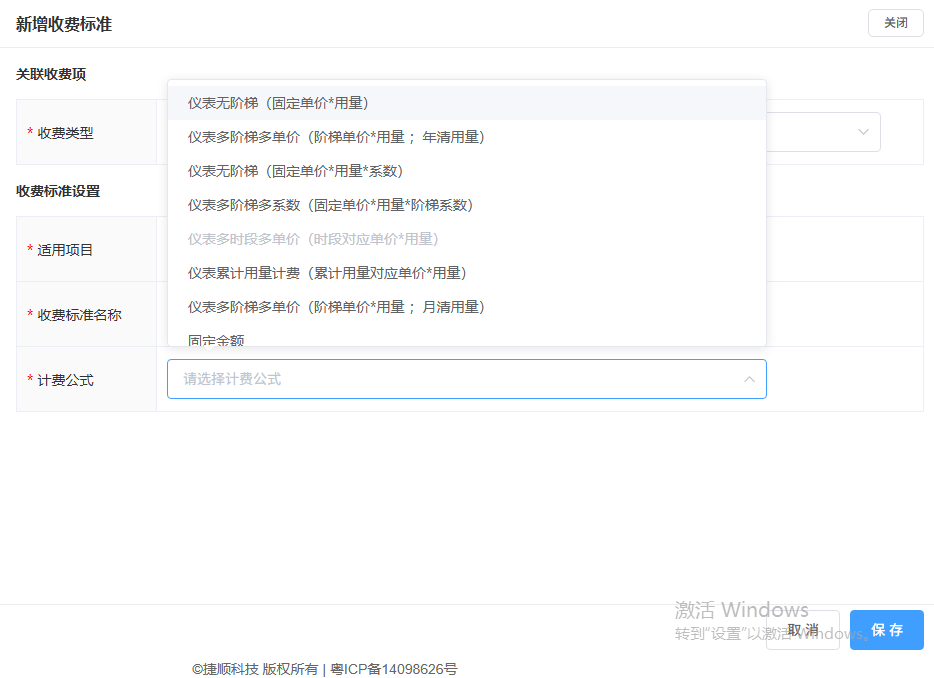 新增收费标准
关闭
关联收费项
* 收费类型
仪表无阶梯（固定单价*用量）
仪表多阶梯多单价（阶梯单价*用量；年清用量）
仪表无阶梯（固定单价*用量*系数）
仪表多阶梯多系数（固定单价*用量*阶梯系数）
仪表多时段多单价（时段对应单价*用量）
仪表累计用量计费（累计用量对应单价*用量）
仪表多阶梯多单价（阶梯单价*用量；月清用量）
固定金额
收费标准设置
* 适用项目
* 收费标准名称
* 计费公式
请选择计费公式
激活 Windows
转到"设置"以激活 Windows。
取消
保存
©捷顺科技 版权所有 | 粤ICP备14098626号